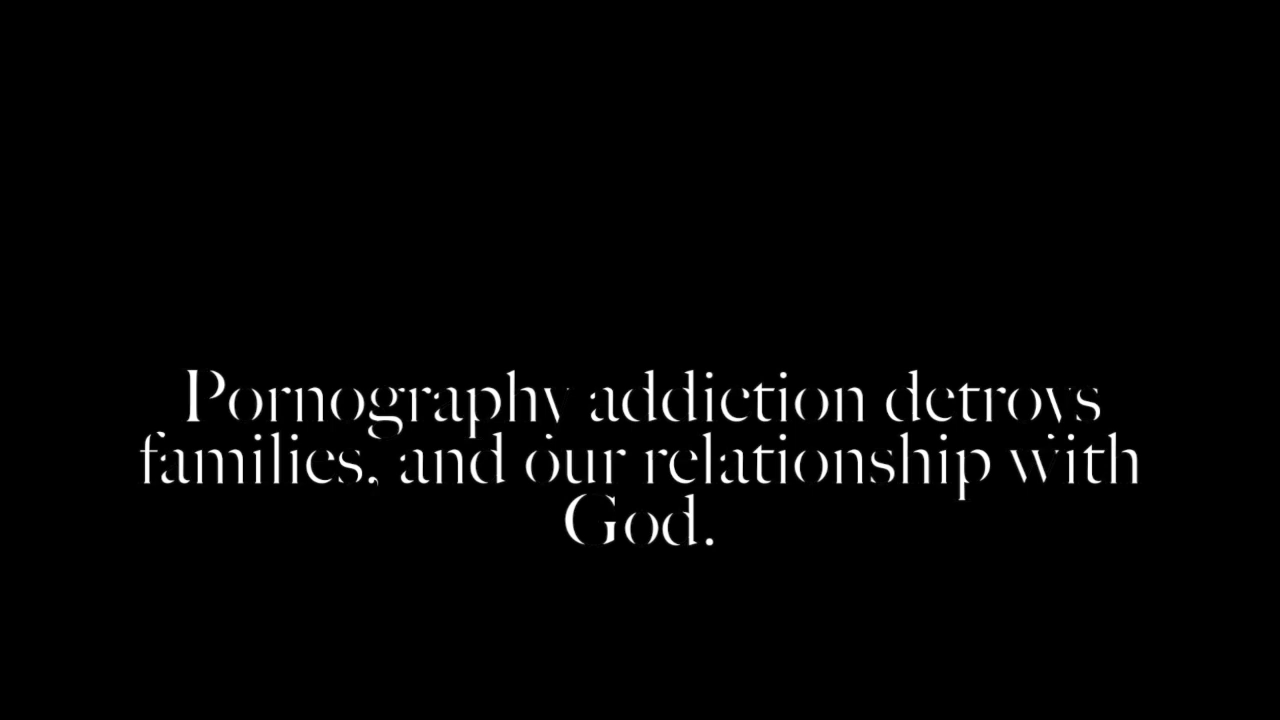 Pornography addiction detroys
families, and our relationship with
God.